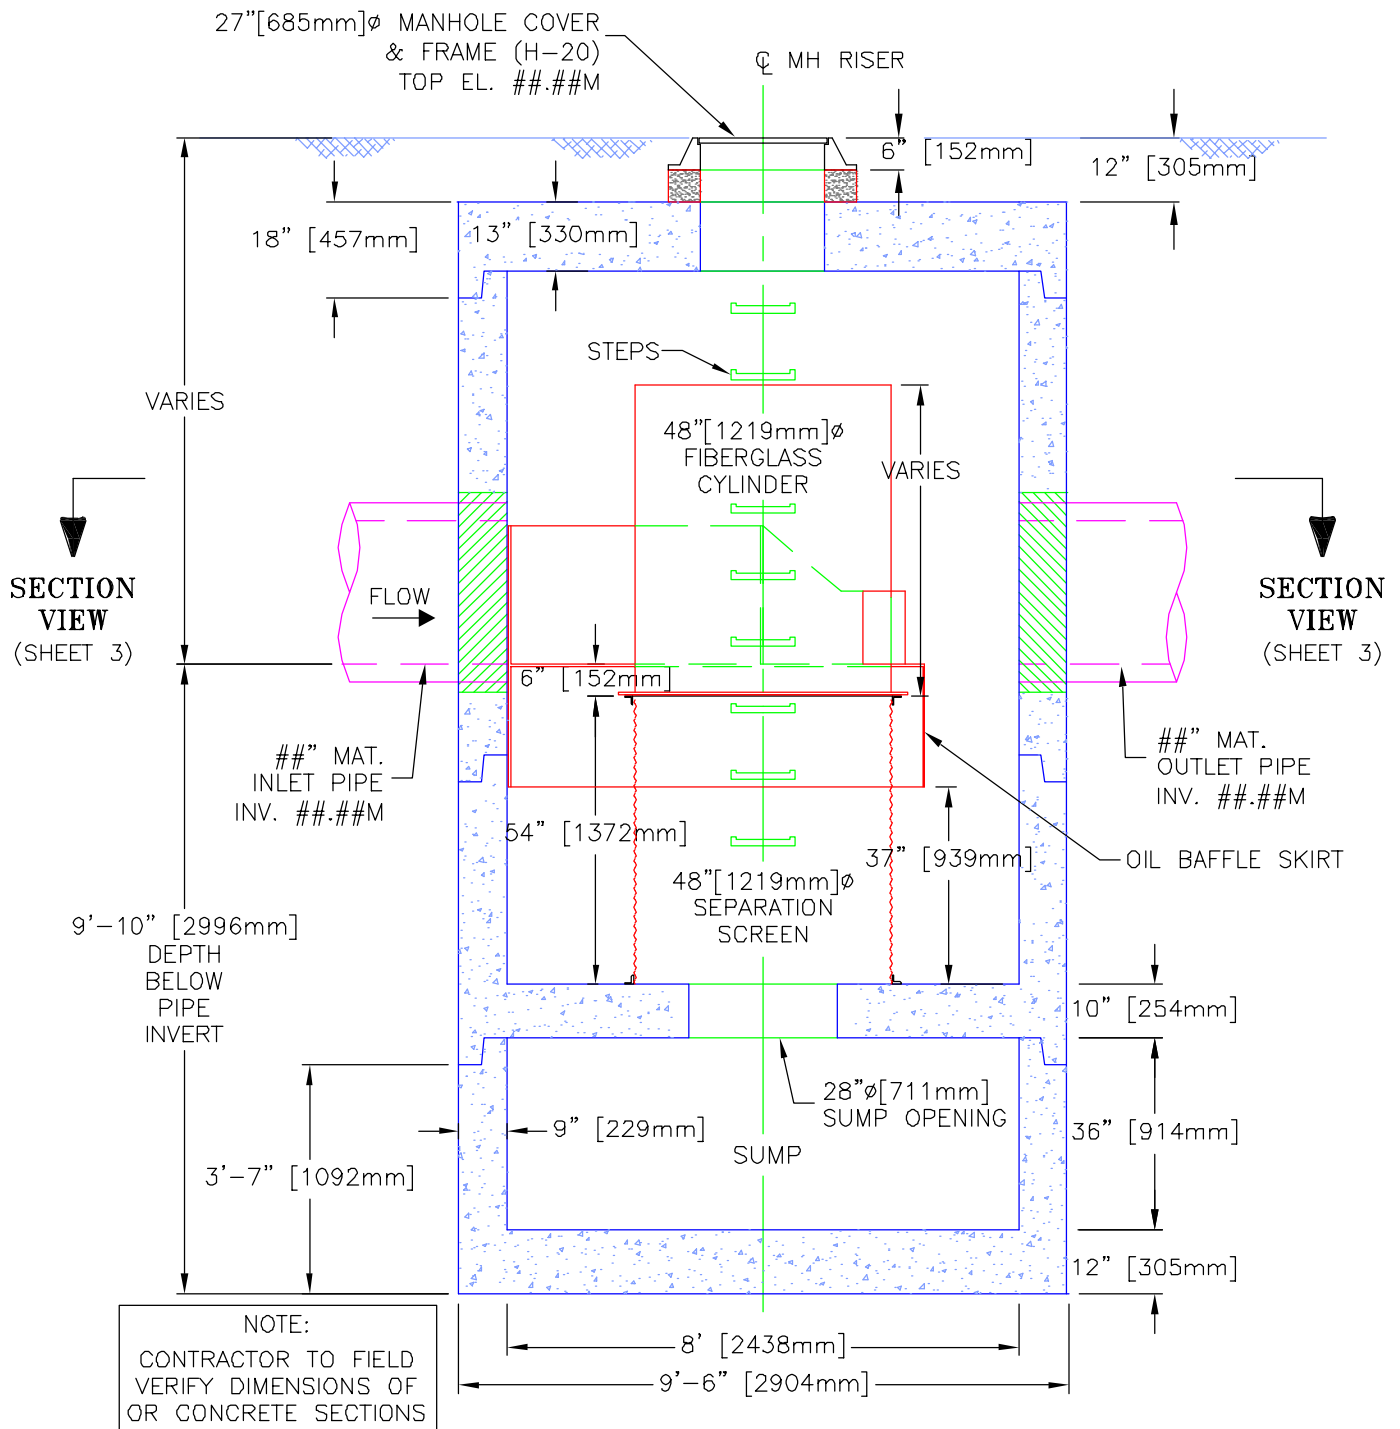 27"[685mm]ø MANHOLE COVER
& FRAME (H-20)
TOP EL. ##.##M
℄ MH RISER
6" [152mm]
12" [305mm]
18" [457mm]
13" [330mm]
STEPS
VARIES
48"[1219mm]ø
FIBERGLASS
CYLINDER
VARIES
SECTION
VIEW
(SHEET 3)
FLOW
SECTION
VIEW
(SHEET 3)
6" [152mm]
##" MAT.
INLET PIPE
INV. ##.##M
##" MAT.
OUTLET PIPE
INV. ##.##M
54" [1372mm]
37" [939mm]
OIL BAFFLE SKIRT
48"[1219mm]ø
SEPARATION
SCREEN
9'-10" [2996mm]
DEPTH
BELOW
PIPE
INVERT
10" [254mm]
28"ø[711mm]
SUMP OPENING
9" [229mm]
36" [914mm]
SUMP
3'-7" [1092mm]
12" [305mm]
NOTE:
CONTRACTOR TO FIELD
VERIFY DIMENSIONS OF
OR CONCRETE SECTIONS
8' [2438mm]
9'-6" [2904mm]